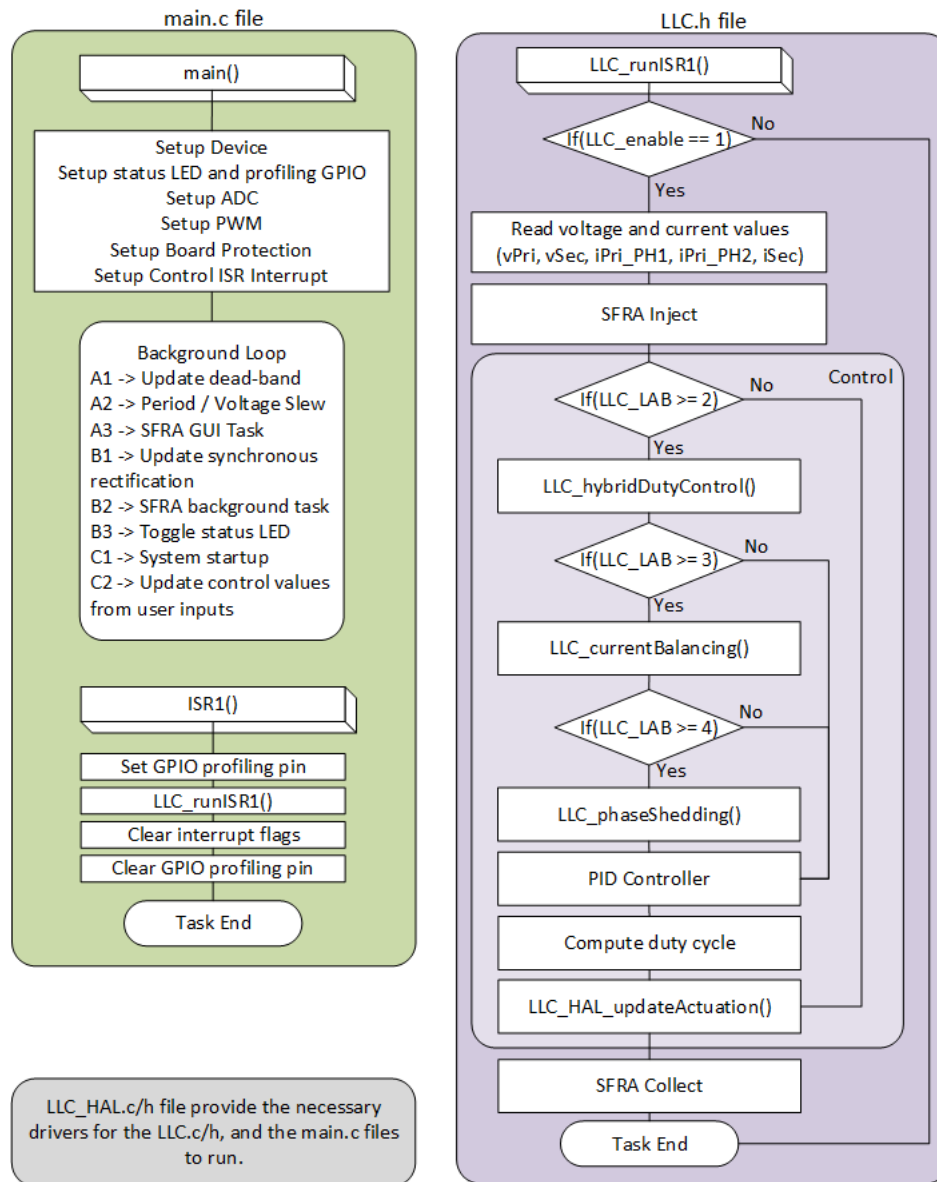 main.c file
main()
Setup Device
Setup status LED and profiling GPIO
Setup ADC
Setup PWM
Setup Board Protection
Setup Control ISR Interrupt
Background Loop
A1 -> Update dead-band
A2 -> Period / Voltage Slew
A3 -> SFRA GUI Task
B1 -> Update synchronous
rectification
B2 -> SFRA background task
B3 -> Toggle status LED
C1 -> System startup
C2 -> Update control values
from user inputs
ISR1()
Set GPIO profiling pin
LLC_runISR1()
Clear interrupt flags
Clear GPIO profiling pin
Task End
LLC_HAL.c/h file provide the necessary
drivers for the LLC.c/h, and the main.c files
to run.
LLC.h file
LLC_runISR1()
If(LLC_enable == 1)
No
Yes
Read voltage and current values
(vPri, vSec, iPri_PH1, iPri_PH2, iSec)
SFRA Inject
Control
If(LLC_LAB >= 2)
No
Yes
LLC_hybridDutyControl()
If(LLC_LAB >= 3)
No
Yes
LLC_currentBalancing()
If(LLC_LAB >= 4)
No
Yes
LLC_phaseShedding()
PID Controller
Compute duty cycle
LLC_HAL_updateActuation()
SFRA Collect
Task End